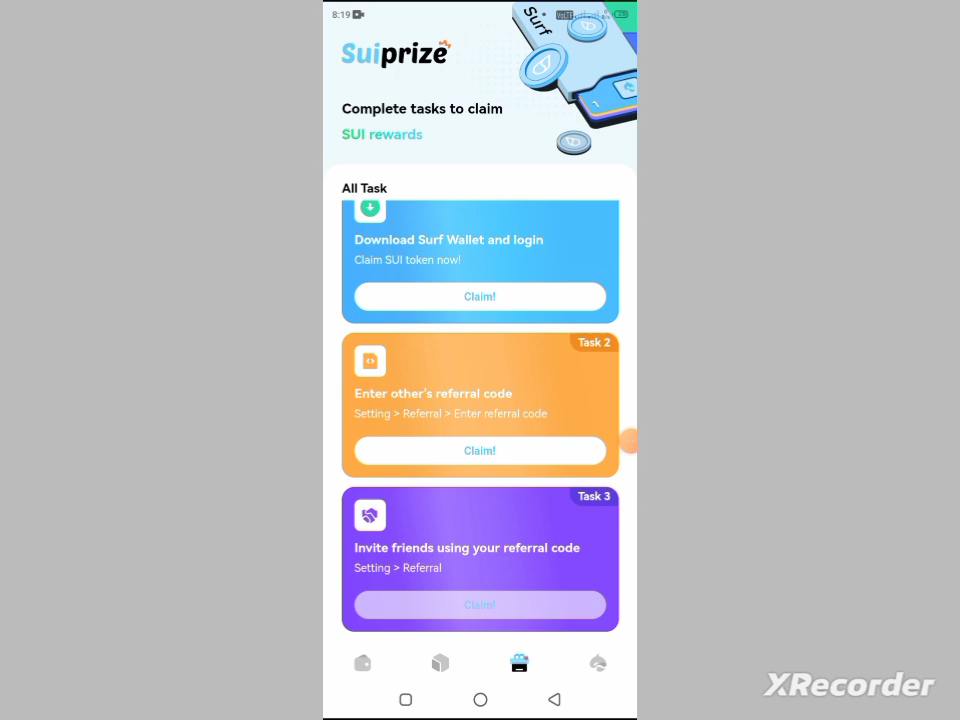 8:19
Surf
Suiprize
Complete tasks to claim
SUI rewards
All Task
Download Surf Wallet and login
Claim SUI token now!
Claim!
Task 2
Enter other's referral code
Setting > Referral > Enter referral code
Claim!
Task 3
Invite friends using your referral code
Setting > Referral
Claim!
XRecorder